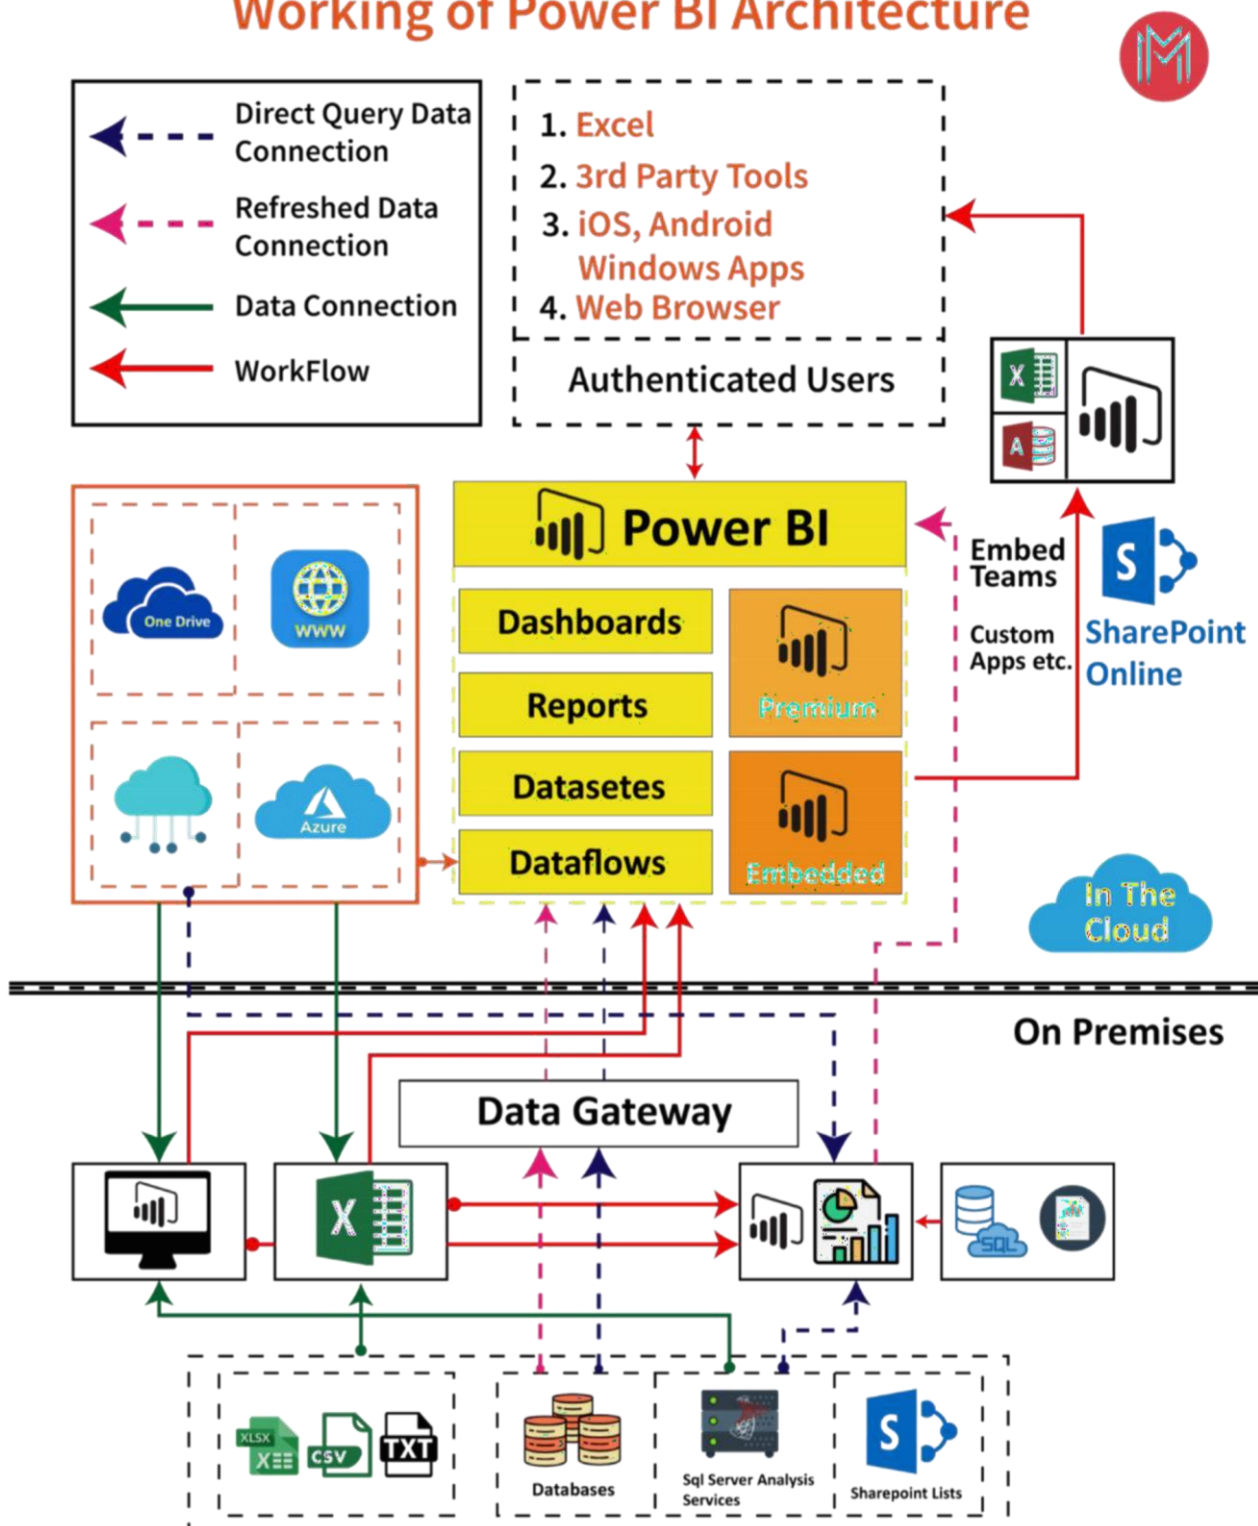 Working of Power BI Architecture
M
Direct Query Data
Connection
Refreshed Data
Connection
Data Connection
WorkFlow
1. Excel
2. 3rd Party Tools
3. iOS, Android
Windows Apps
4. Web Browser
Authenticated Users
X
A
One Drive
WWW
Azure
Power BI
Dashboards
Reports
Datasetes
Dataflows
Premium
Embedded
Embed
Teams
Custom
Apps etc.
S
SharePoint
Online
In The
Cloud
On Premises
Data Gateway
X
SQL
XLSX
X
CSV
TXT
Databases
Sql Server Analysis
Services
S
Sharepoint Lists